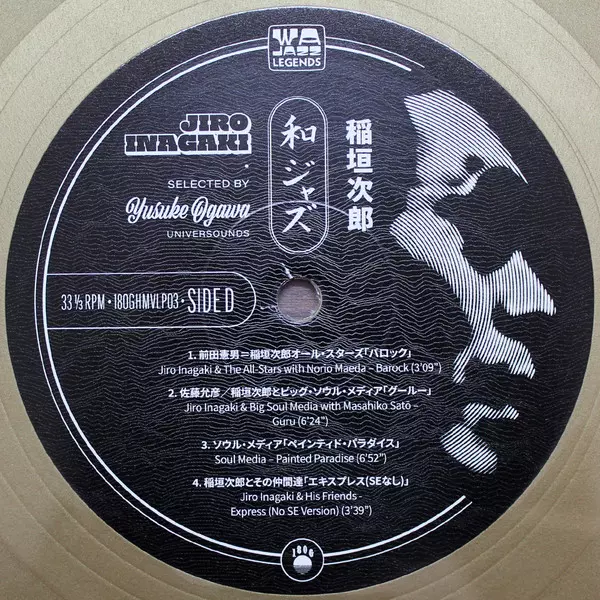 WA
JAZZ
LEGENDS
JIRO
INAGAKI
SELECTED BY
Yusuke Ogawa
UNIVERSOUNDS
和ジャズ
稲垣次郎
33 ⅓ RPM • 180GHMVLP03 • SIDE D
1. 前田憲男=稲垣次郎オール・スターズ「バロック」
Jiro Inagaki & The All-Stars with Norio Maeda – Barock (3'09")
2. 佐藤允彦/稲垣次郎とビッグ・ソウル・メディア「グールー」
Jiro Inagaki & Big Soul Media with Masahiko Satō –
Guru (6'24")
3. ソウル・メディア「ペインティド・パラダイス」
Soul Media – Painted Paradise (6'52")
4. 稲垣次郎とその仲間達「エキスプレス(SEなし)」
Jiro Inagaki & His Friends -
Express (No SE Version) (3'39")
180G